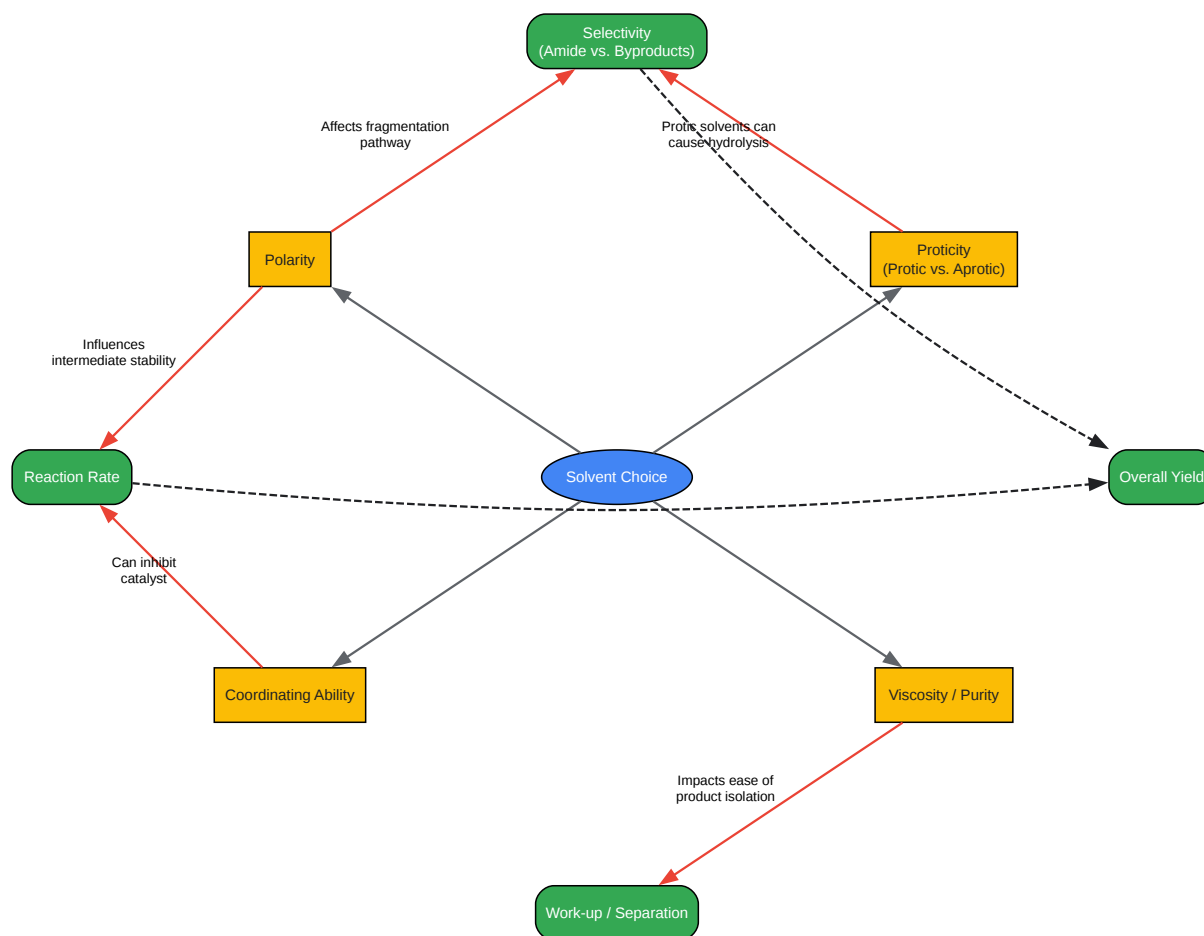 Selectivity
(Amide vs. Byproducts)
Affects fragmentation
pathway
Protic solvents can
cause hydrolysis
Polarity
Proticity
(Protic vs. Aprotic)
Influences
intermediate stability
Reaction Rate
Solvent Choice
Overall Yield
Can inhibit
catalyst
Coordinating Ability
Viscosity / Purity
Impacts ease of
product isolation
Work-up / Separation